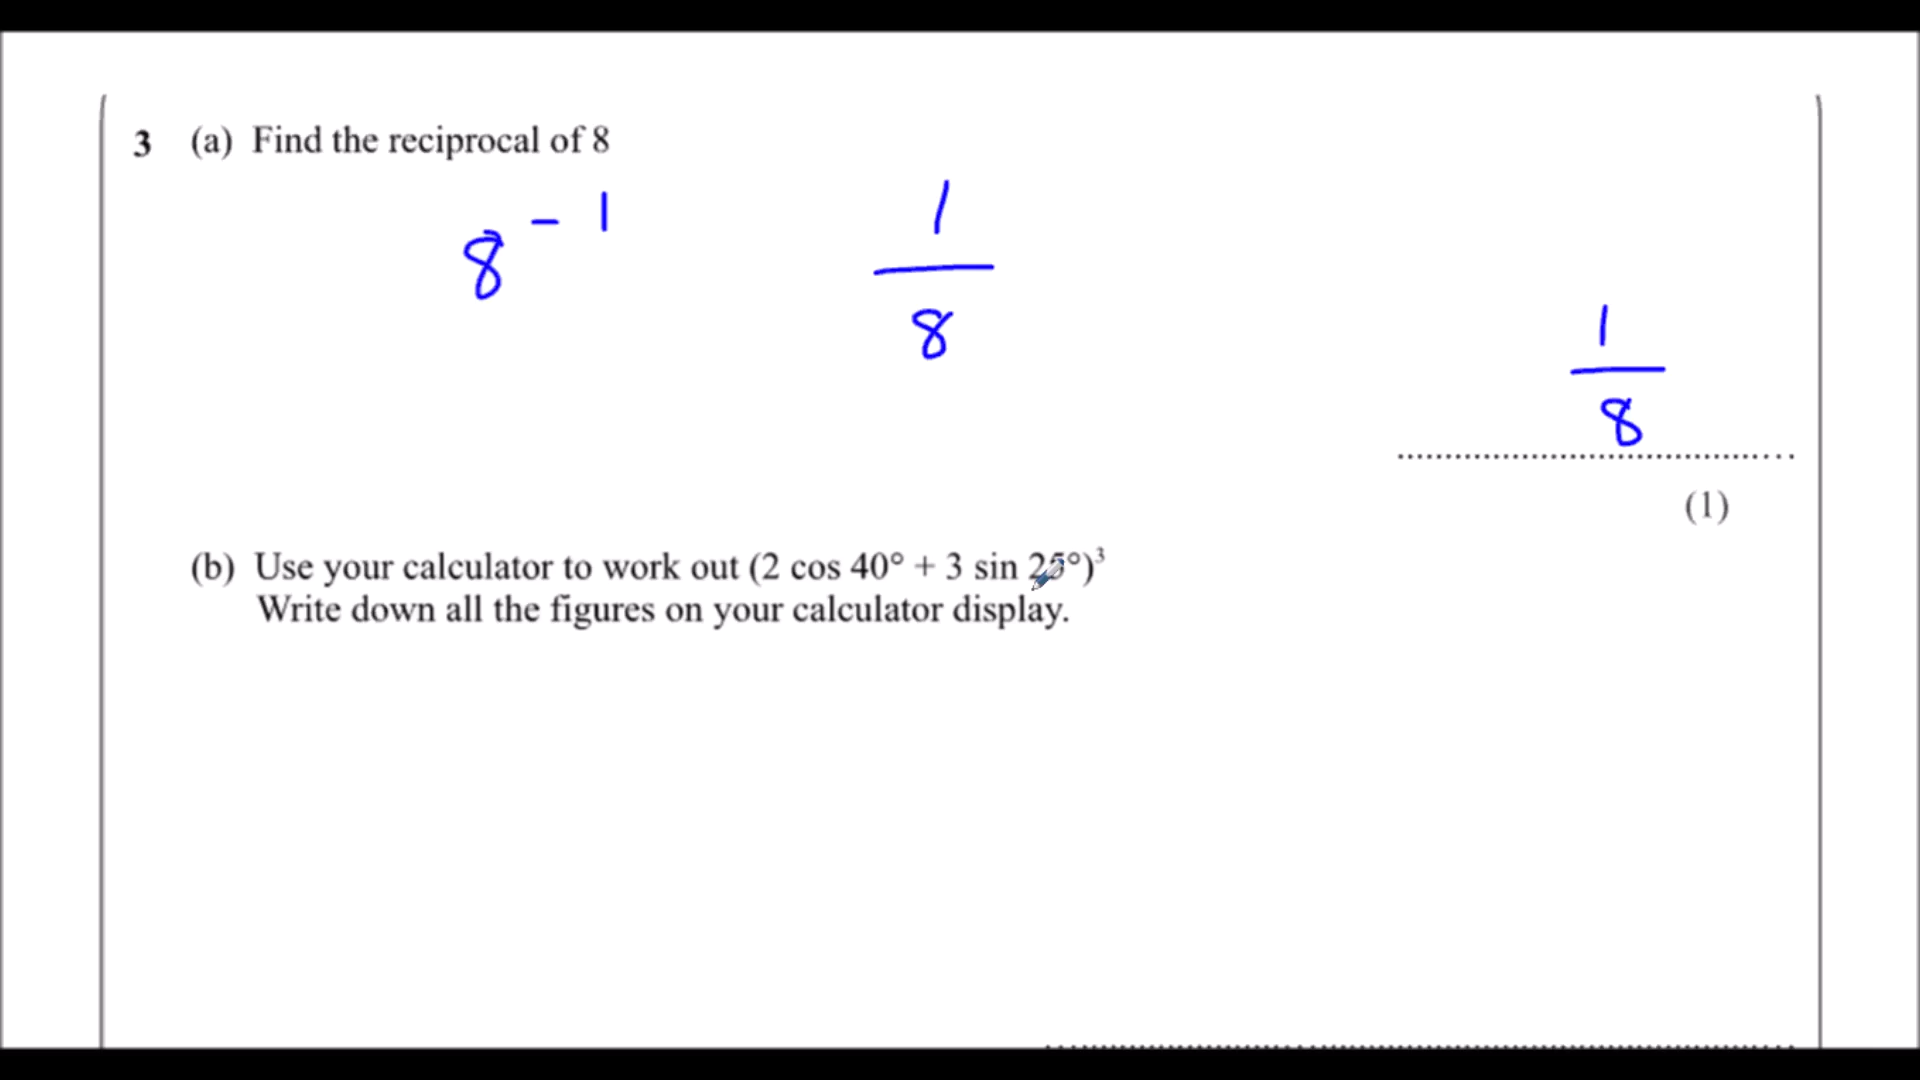 3 (a) Find the reciprocal of 8
8⁻¹ 1/8
1/8
(1)
(b) Use your calculator to work out (2 cos 40° + 3 sin 25°)³
Write down all the figures on your calculator display.